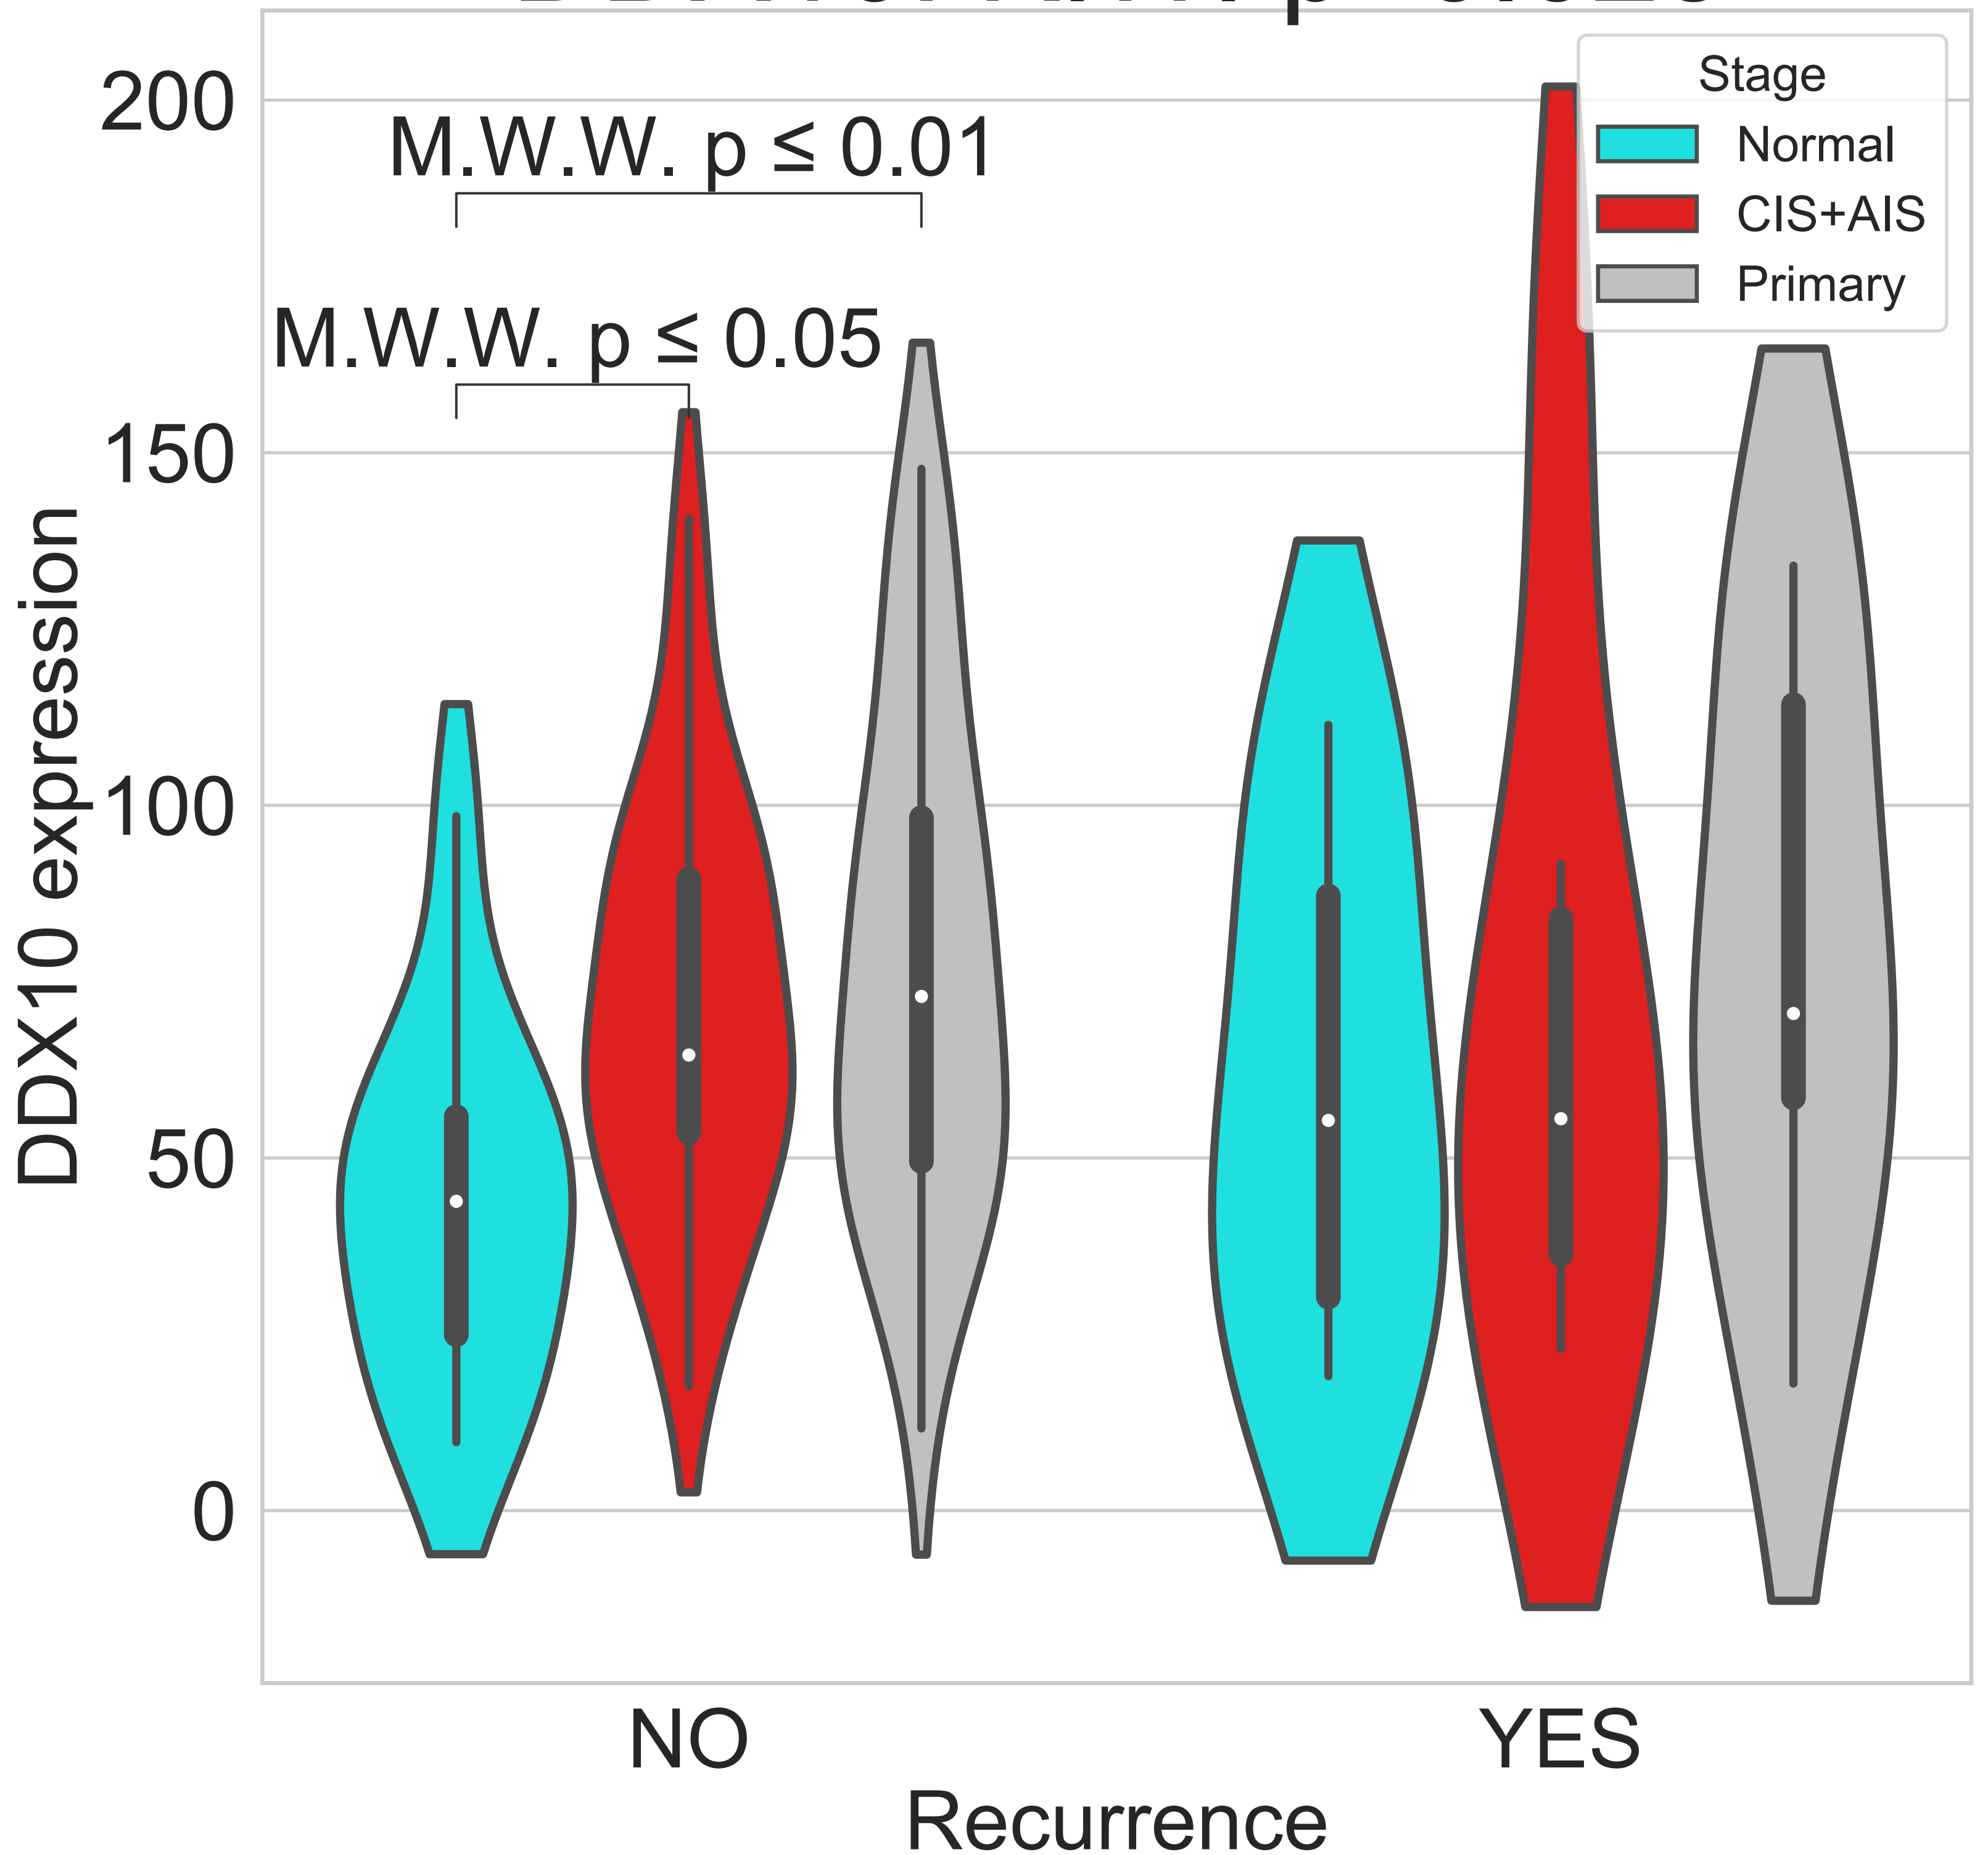 Stage
Normal
CIS+AIS
Primary
M.W.W. p ≤ 0.01
M.W.W. p ≤ 0.05
200
150
100
50
0
DDX10 expression
NO
YES
Recurrence